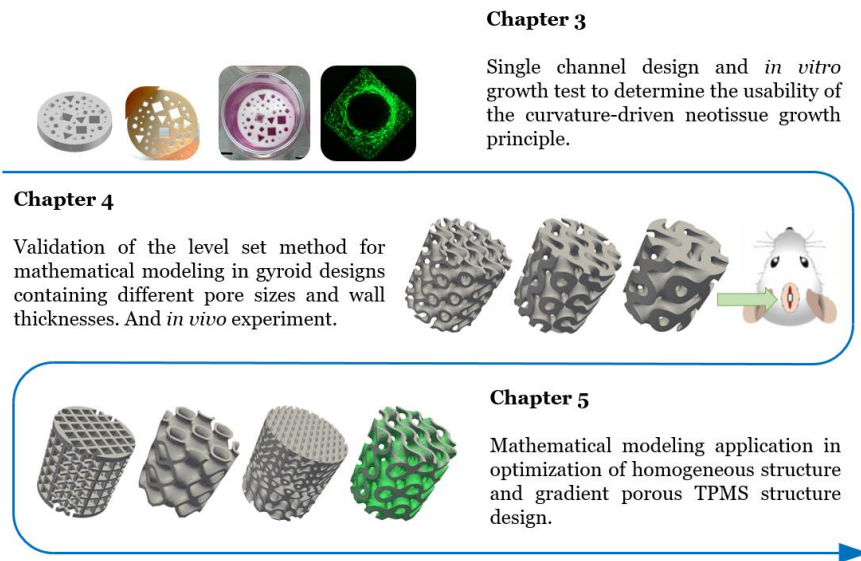 Chapter 3
Single channel design and in vitro
growth test to determine the usability of
the curvature-driven neotissue growth
principle.
Chapter 4
Validation of the level set method for
mathematical modeling in gyroid designs
containing different pore sizes and wall
thicknesses. And in vivo experiment.
Chapter 5
Mathematical modeling application in
optimization of homogeneous structure
and gradient porous TPMS structure
design.